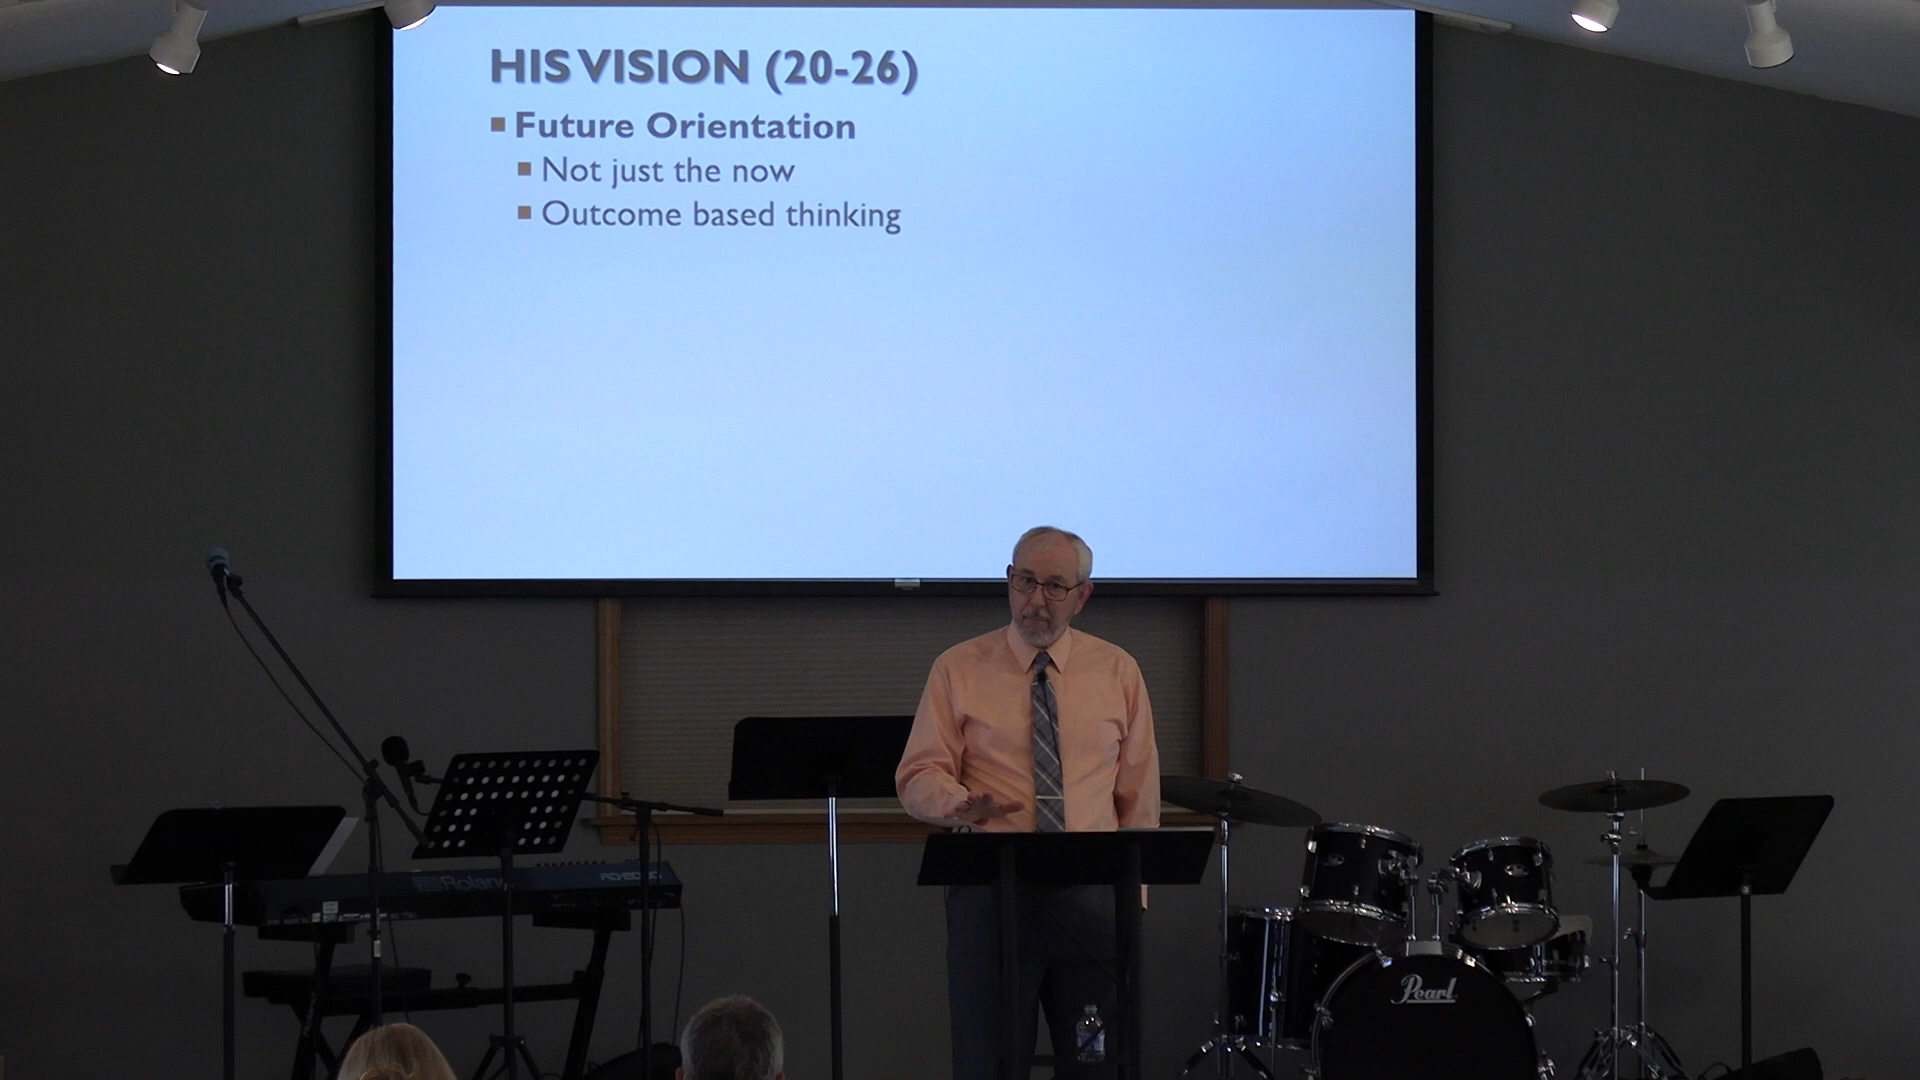 HIS VISION (20-26)
Future Orientation
Not just the now
Outcome based thinking
Roland
Pearl